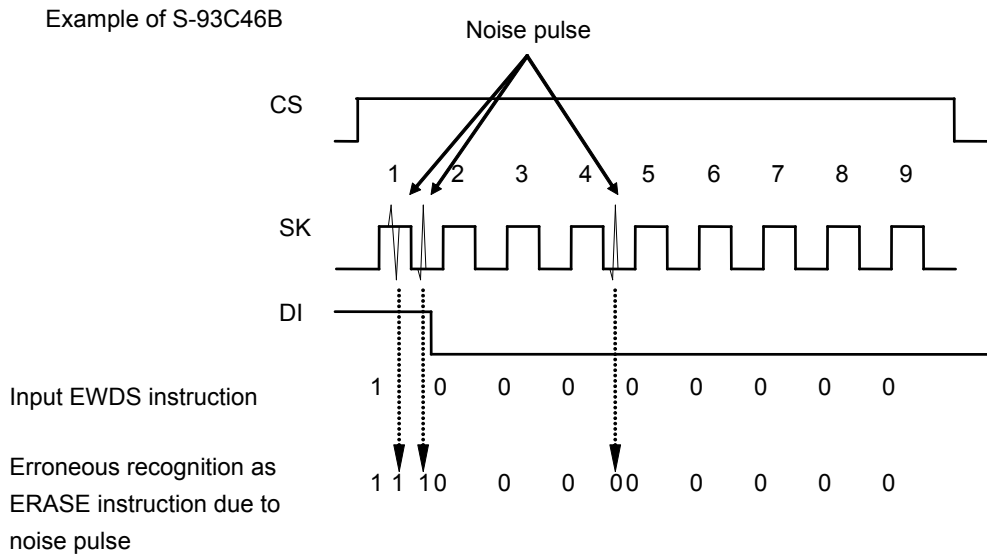 Example of S-93C46B
Noise pulse
CS
1 2 3 4 5 6 7 8 9
SK
DI
Input EWDS instruction 1 0 0 0 0 0 0 0 0
Erroneous recognition as
ERASE instruction due to
noise pulse
1 1 1 0 0 0 0 0 0 0 0 0